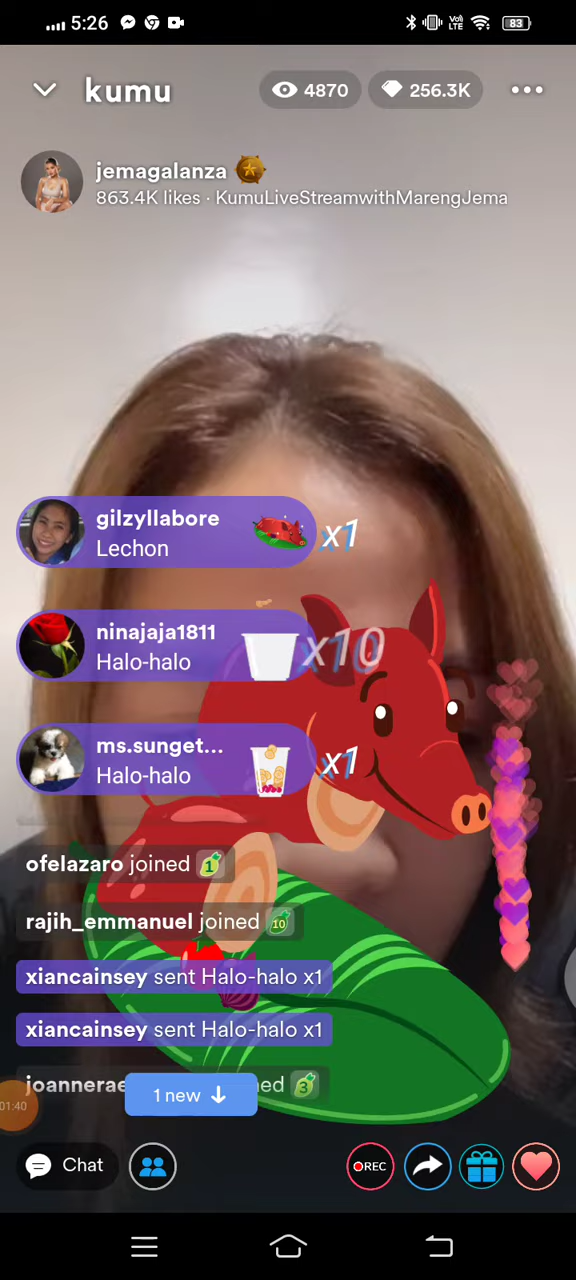 5:26
Vo) LTE
83
kumu
4870
256.3K
jemagalanza
863.4K likes · KumuLiveStreamwithMarengJema
gilzyllabore
Lechon
x1
ninajaja1811
Halo-halo
x10
ms.sunget...
Halo-halo
x1
ofelazaro joined 1
rajih_emmanuel joined 10
xiancainsey sent Halo-halo x1
xiancainsey sent Halo-halo x1
joannerae ed 3
1 new
01:40
Chat
REC